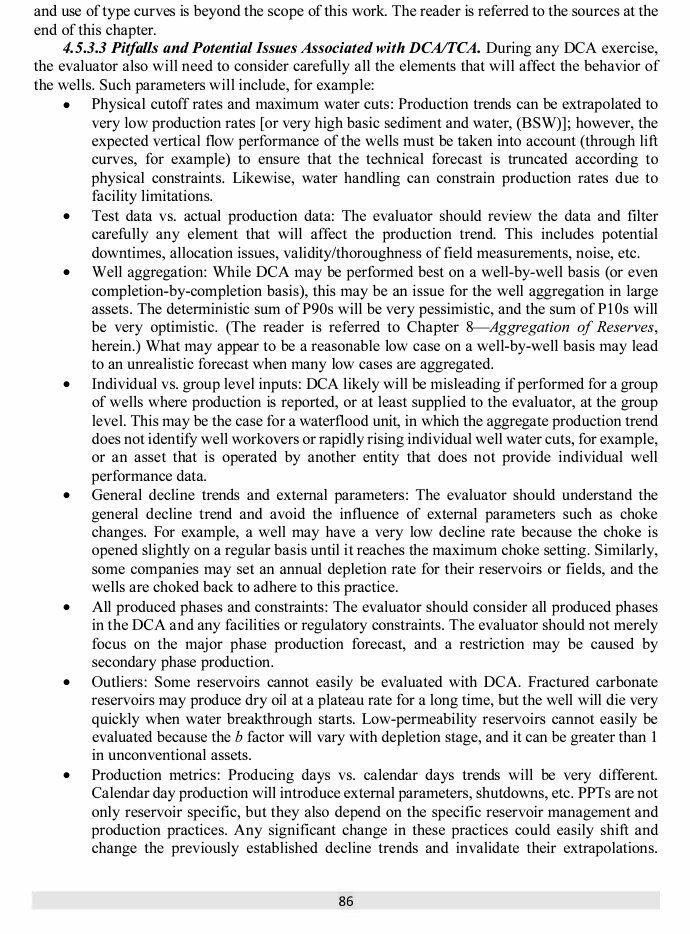 and use of type curves is beyond the scope of this work. The reader is referred to the sources at the
end of this chapter.
4.5.3.3 Pitfalls and Potential Issues Associated with DCA/TCA. During any DCA exercise,
the evaluator also will need to consider carefully all the elements that will affect the behavior of
the wells. Such parameters will include, for example:
• Physical cutoff rates and maximum water cuts: Production trends can be extrapolated to
very low production rates [or very high basic sediment and water, (BSW)]; however, the
expected vertical flow performance of the wells must be taken into account (through lift
curves, for example) to ensure that the technical forecast is truncated according to
physical constraints. Likewise, water handling can constrain production rates due to
facility limitations.
• Test data vs. actual production data: The evaluator should review the data and filter
carefully any element that will affect the production trend. This includes potential
downtimes, allocation issues, validity/thoroughness of field measurements, noise, etc.
• Well aggregation: While DCA may be performed best on a well-by-well basis (or even
completion-by-completion basis), this may be an issue for the well aggregation in large
assets. The deterministic sum of P90s will be very pessimistic, and the sum of P10s will
be very optimistic. (The reader is referred to Chapter 8—Aggregation of Reserves,
herein.) What may appear to be a reasonable low case on a well-by-well basis may lead
to an unrealistic forecast when many low cases are aggregated.
• Individual vs. group level inputs: DCA likely will be misleading if performed for a group
of wells where production is reported, or at least supplied to the evaluator, at the group
level. This may be the case for a waterflood unit, in which the aggregate production trend
does not identify well workovers or rapidly rising individual well water cuts, for example,
or an asset that is operated by another entity that does not provide individual well
performance data.
• General decline trends and external parameters: The evaluator should understand the
general decline trend and avoid the influence of external parameters such as choke
changes. For example, a well may have a very low decline rate because the choke is
opened slightly on a regular basis until it reaches the maximum choke setting. Similarly,
some companies may set an annual depletion rate for their reservoirs or fields, and the
wells are choked back to adhere to this practice.
• All produced phases and constraints: The evaluator should consider all produced phases
in the DCA and any facilities or regulatory constraints. The evaluator should not merely
focus on the major phase production forecast, and a restriction may be caused by
secondary phase production.
• Outliers: Some reservoirs cannot easily be evaluated with DCA. Fractured carbonate
reservoirs may produce dry oil at a plateau rate for a long time, but the well will die very
quickly when water breakthrough starts. Low-permeability reservoirs cannot easily be
evaluated because the b factor will vary with depletion stage, and it can be greater than 1
in unconventional assets.
• Production metrics: Producing days vs. calendar days trends will be very different.
Calendar day production will introduce external parameters, shutdowns, etc. PPTs are not
only reservoir specific, but they also depend on the specific reservoir management and
production practices. Any significant change in these practices could easily shift and
change the previously established decline trends and invalidate their extrapolations.
86